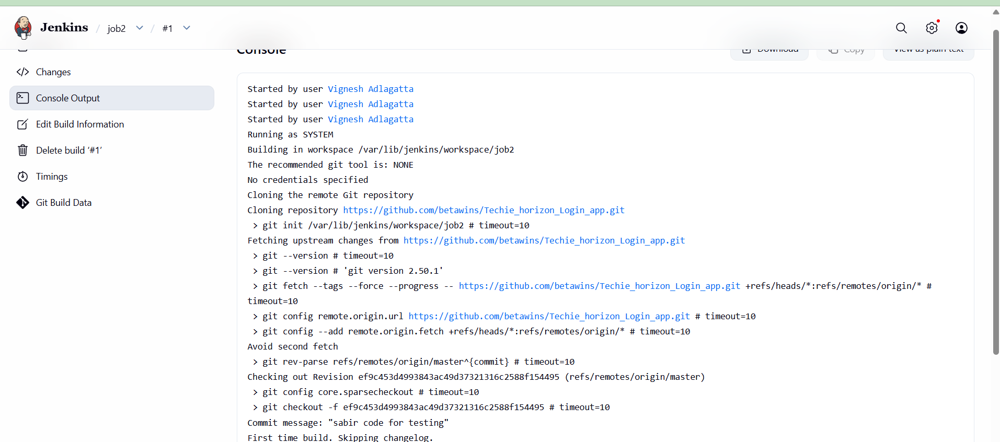 Jenkins / job2 / #1
Console
Download
Copy
View as plain text
Changes
Console Output
Edit Build Information
Delete build ‘#1’
Timings
Git Build Data
Started by user Vignesh Adlagatta
Started by user Vignesh Adlagatta
Started by user Vignesh Adlagatta
Running as SYSTEM
Building in workspace /var/lib/jenkins/workspace/job2
The recommended git tool is: NONE
No credentials specified
Cloning the remote Git repository
Cloning repository https://github.com/betawins/Techie_horizon_Login_app.git
> git init /var/lib/jenkins/workspace/job2 # timeout=10
Fetching upstream changes from https://github.com/betawins/Techie_horizon_Login_app.git
> git --version # timeout=10
> git --version # 'git version 2.50.1'
> git fetch --tags --force --progress -- https://github.com/betawins/Techie_horizon_Login_app.git +refs/heads/*:refs/remotes/origin/* #
timeout=10
> git config remote.origin.url https://github.com/betawins/Techie_horizon_Login_app.git # timeout=10
> git config --add remote.origin.fetch +refs/heads/*:refs/remotes/origin/* # timeout=10
Avoid second fetch
> git rev-parse refs/remotes/origin/master^{commit} # timeout=10
Checking out Revision ef9c453d4993843ac49d37321316c2588f154495 (refs/remotes/origin/master)
> git config core.sparsecheckout # timeout=10
> git checkout -f ef9c453d4993843ac49d37321316c2588f154495 # timeout=10
Commit message: "sabir code for testing"
First time build. Skipping changelog.